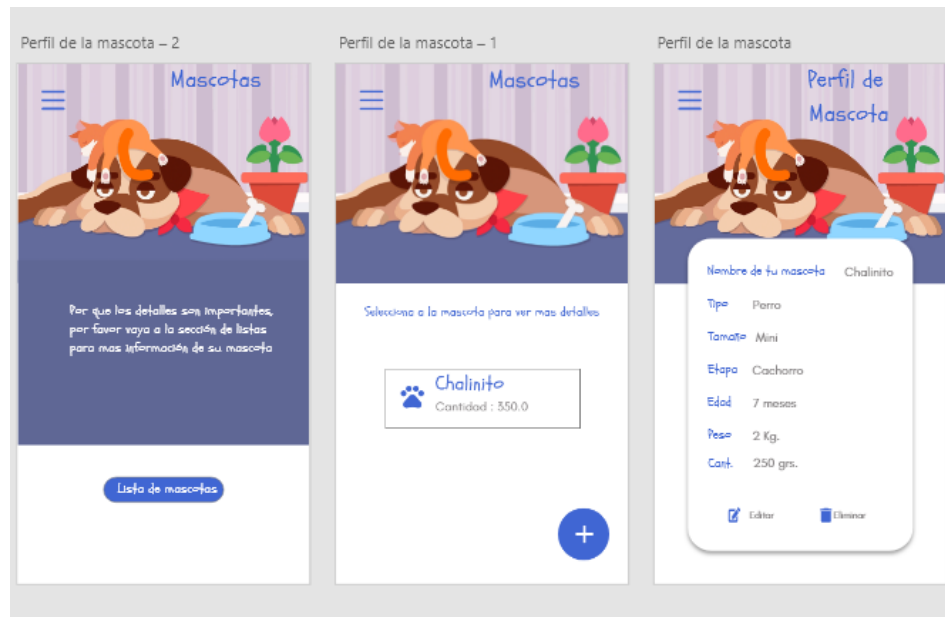 Perfil de la mascota – 2
Mascotas
Por que los detalles son importantes,
por favor vaya a la sección de listas
para mas información de su mascota
Lista de mascotas
Perfil de la mascota – 1
Mascotas
Selecciona a la mascota para ver mas detalles
Chalinito
Cantidad : 350.0
+
Perfil de la mascota
Perfil de
Mascota
Nombre de tu mascota Chalinito
Tipo Perro
Tamaño Mini
Etapa Cachorro
Edad 7 meses
Peso 2 Kg.
Cant. 250 grs.
Editar Eliminar